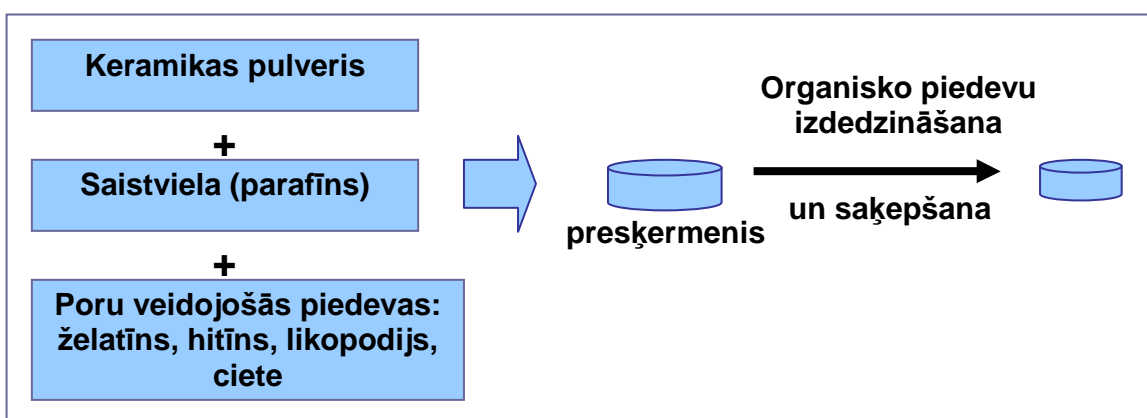 Keramikas pulveris
+
Saistviela (parafīns)
+
Poru veidojošās piedevas:
želatīns, hitīns, likopodijs,
ciete
presķermenis
Organisko piedevu
izdedzināšana
un saķepšana